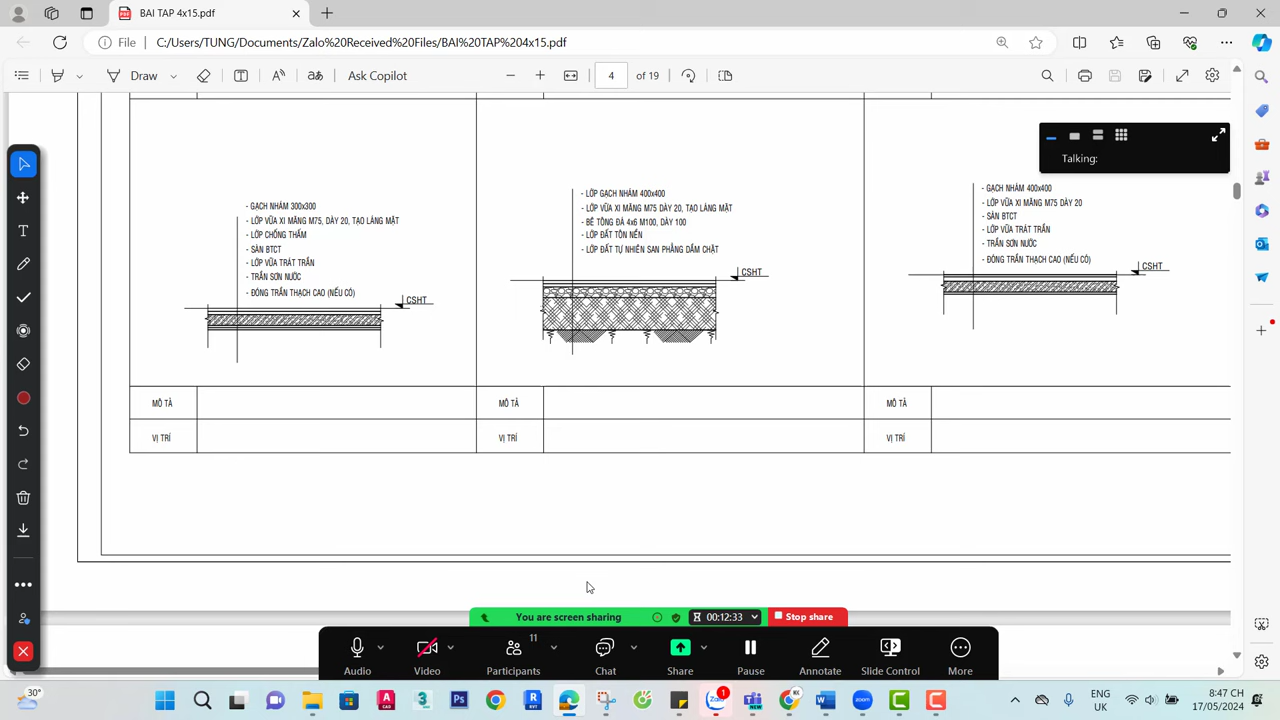 BAI TAP 4x15.pdf
File
C:/Users/TUNG/Documents/Zalo%20Received%20Files/BAI%20TAP%204x15.pdf
Draw
aあ
Ask Copilot
4
of 19
Talking:
- GẠCH NHÁM 300x300
- LỚP VỮA XI MĂNG M75, DÀY 20, TẠO LÁNG MẶT
- LỚP CHỐNG THẤM
- SÀN BTCT
- LỚP VỮA TRÁT TRẦN
- TRẦN SƠN NƯỚC
- ĐÓNG TRẦN THẠCH CAO (NẾU CÓ)
CSHT
- LỚP GẠCH NHÁM 400x400
- LỚP VỮA XI MĂNG M75 DÀY 20, TẠO LÁNG MẶT
- BÊ TÔNG ĐÁ 4x6 M100, DÀY 100
- LỚP ĐẤT TÔN NỀN
- LỚP ĐẤT TỰ NHIÊN SAN PHẲNG DẦM CHẶT
CSHT
- GẠCH NHÁM 400x400
- LỚP VỮA XI MĂNG M75 DÀY 20
- SÀN BTCT
- LỚP VỮA TRÁT TRẦN
- TRẦN SƠN NƯỚC
- ĐÓNG TRẦN THẠCH CAO (NẾU CÓ)
CSHT
MÔ TẢ
MÔ TẢ
MÔ TẢ
VỊ TRÍ
VỊ TRÍ
VỊ TRÍ
You are screen sharing
00:12:33
Stop share
11
Audio
Video
Participants
Chat
Share
Pause
Annotate
Slide Control
More
30°
1
ENG
UK
8:47 CH
17/05/2024